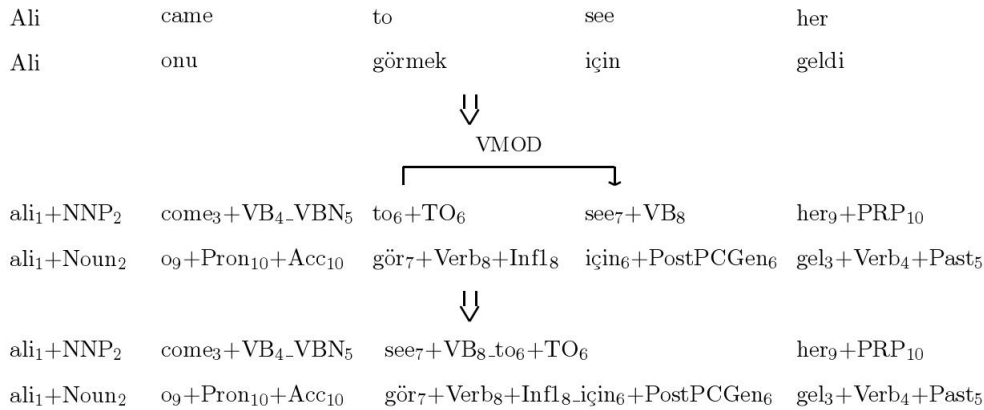 Ali came to see her
Ali onu görmek için geldi
VMOD
ali₁+NNP₂ come₃+VB₄_VBN₅ to₆+TO₆ see₇+VB₈ her₉+PRP₁₀
ali₁+Noun₂ o₉+Pron₁₀+Acc₁₀ gör₇+Verb₈+Inf1₈ için₆+PostPCGen₆ gel₃+Verb₄+Past₅
ali₁+NNP₂ come₃+VB₄_VBN₅ see₇+VB₈_to₆+TO₆ her₉+PRP₁₀
ali₁+Noun₂ o₉+Pron₁₀+Acc₁₀ gör₇+Verb₈+Inf1₈_için₆+PostPCGen₆ gel₃+Verb₄+Past₅